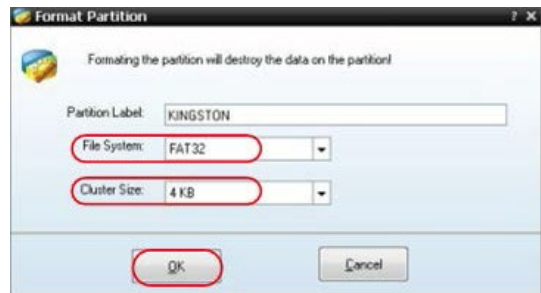 Format Partition ? X
Formating the partition will destroy the data on the partition!
Partition Label: KINGSTON
File System: FAT32
Cluster Size: 4 KB
OK Cancel